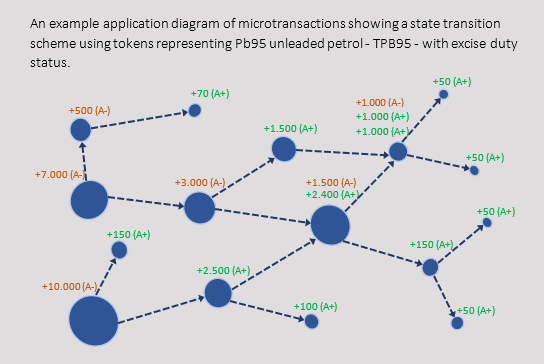 An example application diagram of microtransactions showing a state transition
scheme using tokens representing Pb95 unleaded petrol - TPB95 - with excise duty
status.
+50 (A+)
+70 (A+)
+500 (A-)
+1.000 (A-)
+1.000 (A+)
+1.000 (A+)
+1.500 (A+)
+50 (A+)
+7.000 (A-)
+3.000 (A-)
+1.500 (A-)
+2.400 (A+)
+50 (A+)
+150 (A+)
+150 (A+)
+2.500 (A+)
+10.000 (A-)
+100 (A+)
+50 (A+)